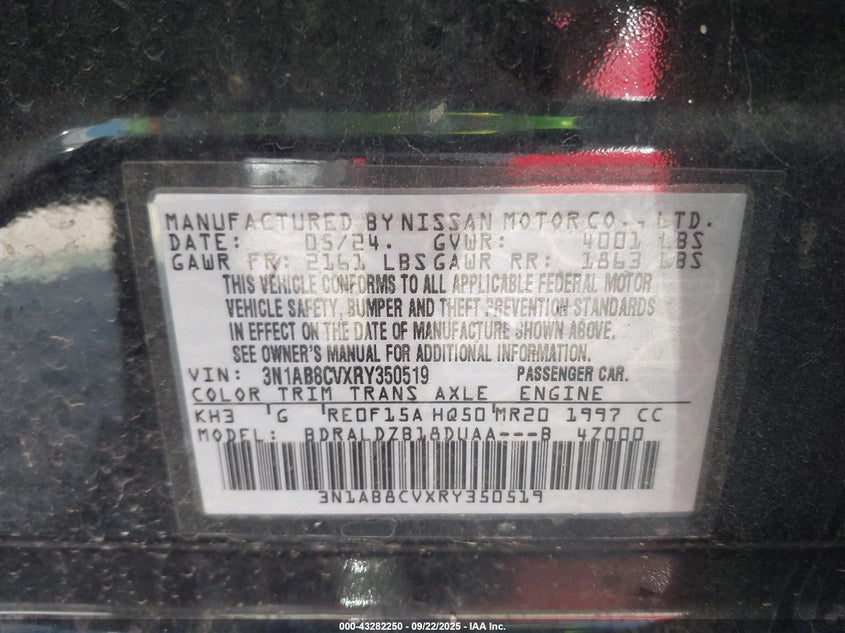 MANUFACTURED BY NISSAN MOTOR CO., LTD.
DATE: 05/24. GVWR: 4001 LBS
GAWR FR: 2161 LBS GAWR RR: 1863 LBS
THIS VEHICLE CONFORMS TO ALL APPLICABLE FEDERAL MOTOR
VEHICLE SAFETY, BUMPER AND THEFT PREVENTION STANDARDS
IN EFFECT ON THE DATE OF MANUFACTURE SHOWN ABOVE.
SEE OWNER'S MANUAL FOR ADDITIONAL INFORMATION.
VIN: 3N1AB8CVXRY350519 PASSENGER CAR.
COLOR TRIM TRANS AXLE ENGINE
KH3 G RE0F15A HQ50 MR20 1997 CC
MODEL: BDRALDZB18DUAA---B 4Z000
3N1AB8CVXRY350519
000-43282250 - 09/22/2025 - IAA Inc.